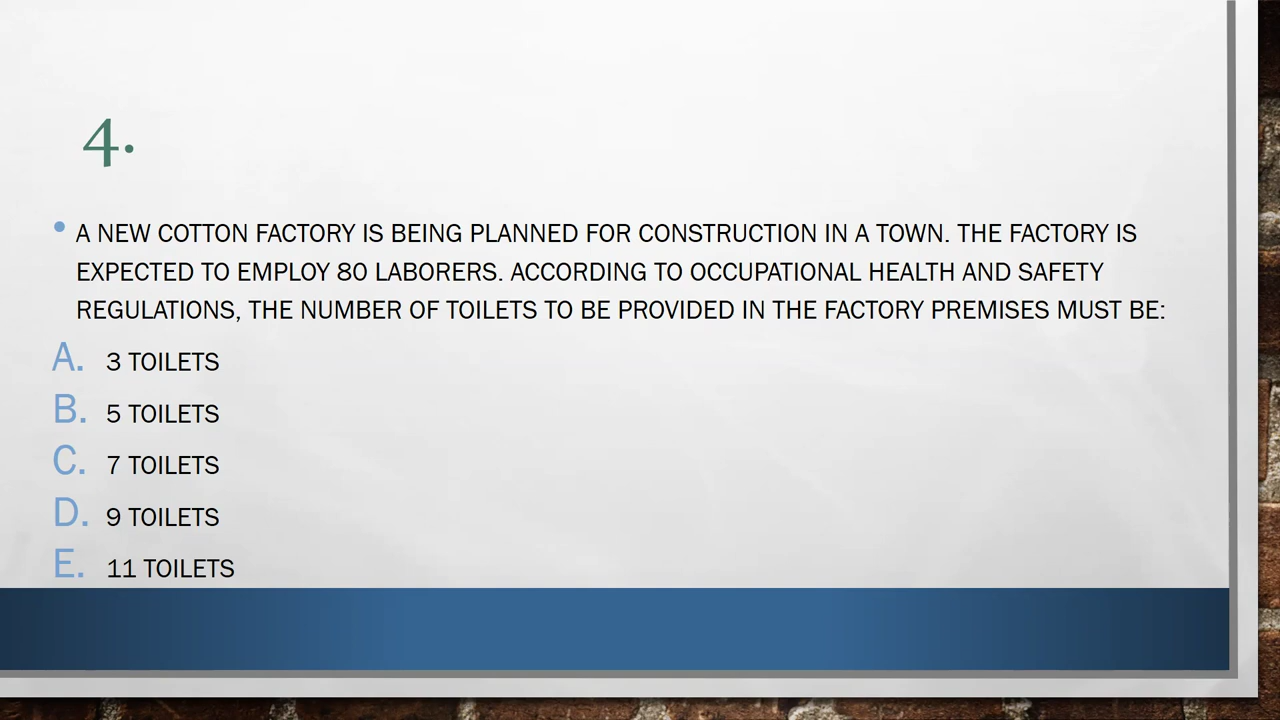 4.
• A NEW COTTON FACTORY IS BEING PLANNED FOR CONSTRUCTION IN A TOWN. THE FACTORY IS
EXPECTED TO EMPLOY 80 LABORERS. ACCORDING TO OCCUPATIONAL HEALTH AND SAFETY
REGULATIONS, THE NUMBER OF TOILETS TO BE PROVIDED IN THE FACTORY PREMISES MUST BE:
A. 3 TOILETS
B. 5 TOILETS
C. 7 TOILETS
D. 9 TOILETS
E. 11 TOILETS